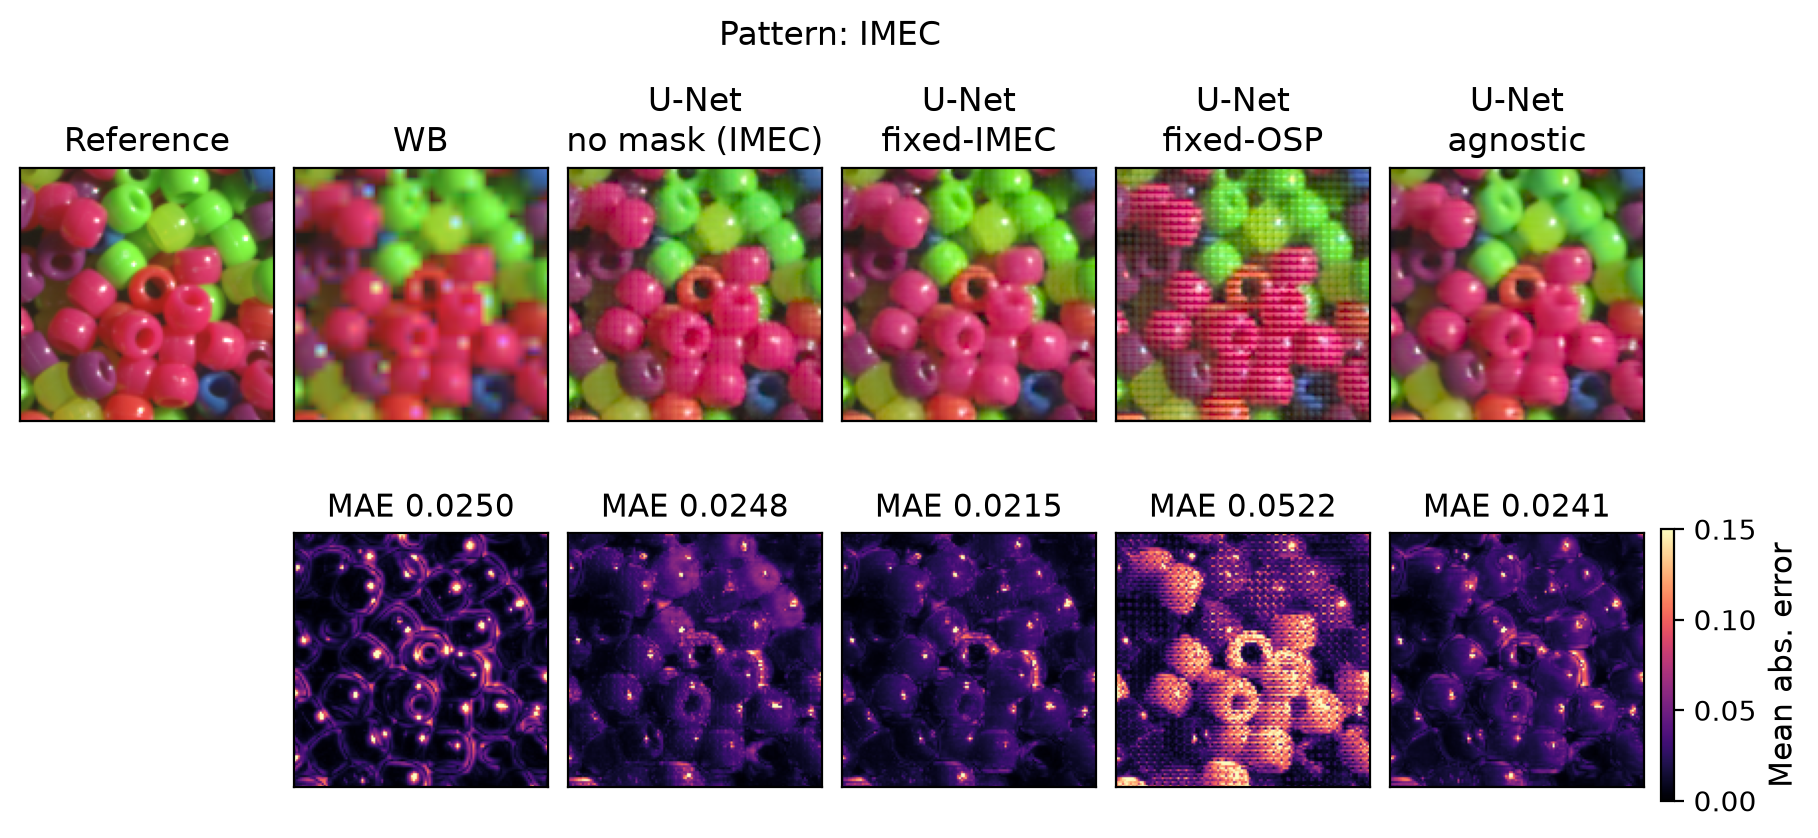 Pattern: IMEC
Reference
WB
U-Net
no mask (IMEC)
U-Net
fixed-IMEC
U-Net
fixed-OSP
U-Net
agnostic
MAE 0.0250
MAE 0.0248
MAE 0.0215
MAE 0.0522
MAE 0.0241
0.15
0.10
0.05
0.00
Mean abs. error